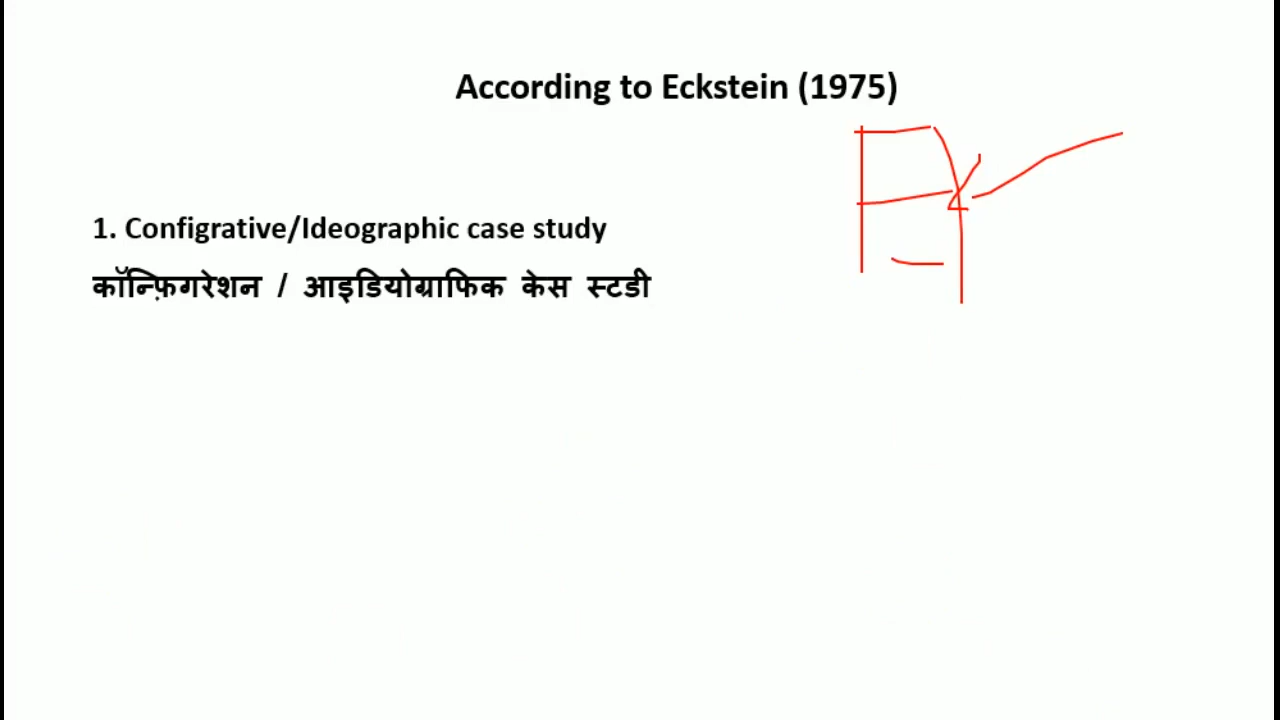 According to Eckstein (1975)
1. Configrative/Ideographic case study
कॉन्फ़िगरेशन / आइडियोग्राफिक केस स्टडी